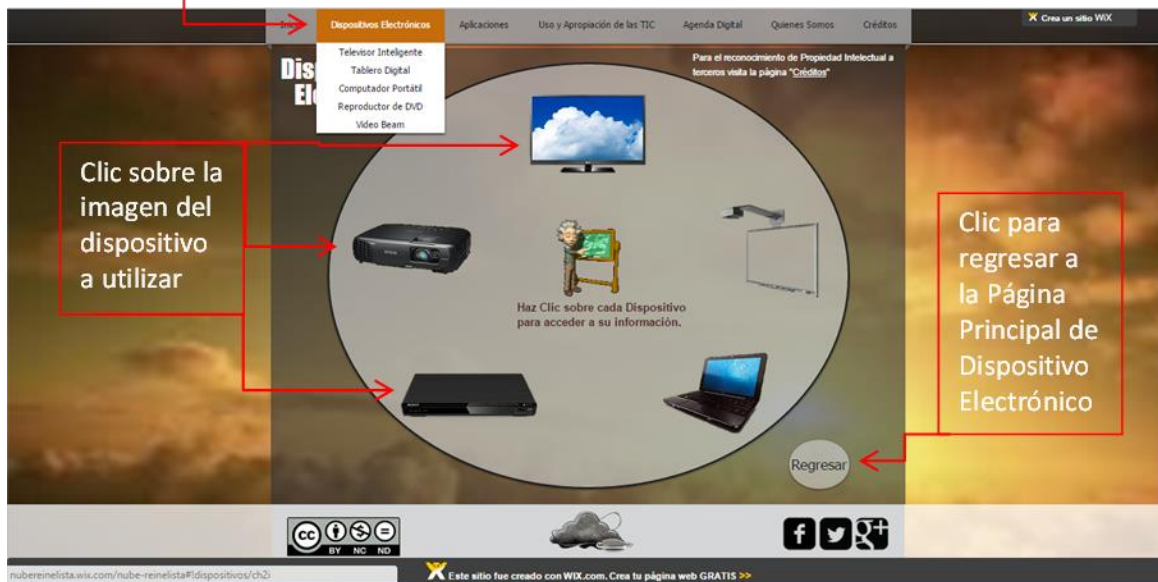 Inicio Dispositivos Electrónicos Aplicaciones Uso y Apropiación de las TIC Agenda Digital Quienes Somos Créditos
X Crea un sitio WiX
Televisor Inteligente
Tablero Digital
Computador Portátil
Reproductor de DVD
Video Beam
Para el reconocimiento de Propiedad Intelectual a
terceros visita la página "Créditos"
Clic sobre la
imagen del
dispositivo
a utilizar
Haz Clic sobre cada Dispositivo
para acceder a su información.
Clic para
regresar a
la Página
Principal de
Dispositivo
Electrónico
Regresar
cc BY NC ND
f g+
nubereinelista.wix.com/nube-reinelista#!dispositivos/ch2i
Este sitio fue creado con WIX.com. Crea tu página web GRATIS >>